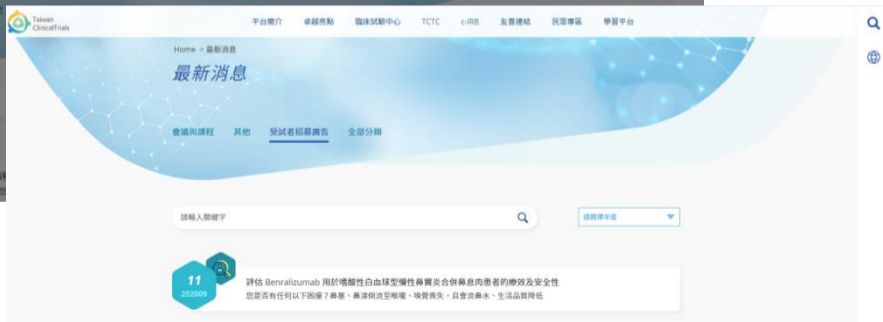 Taiwan
ClinicalTrials
平台簡介 卓越亮點 臨床試驗中心 TCTC c-IRB 友善連結 民眾專區 學習平台
Home > 最新消息
最新消息
會議與課程 其他 受試者招募廣告 全部分類
請輸入關鍵字
請選擇年度
11
202009
評估 Benralizumab 用於嗜酸性白血球型慢性鼻竇炎合併鼻息肉患者的療效及安全性
您是否有任何以下困擾？鼻塞、鼻涕倒流至喉嚨、嗅覺喪失，且會流鼻水、生活品質降低